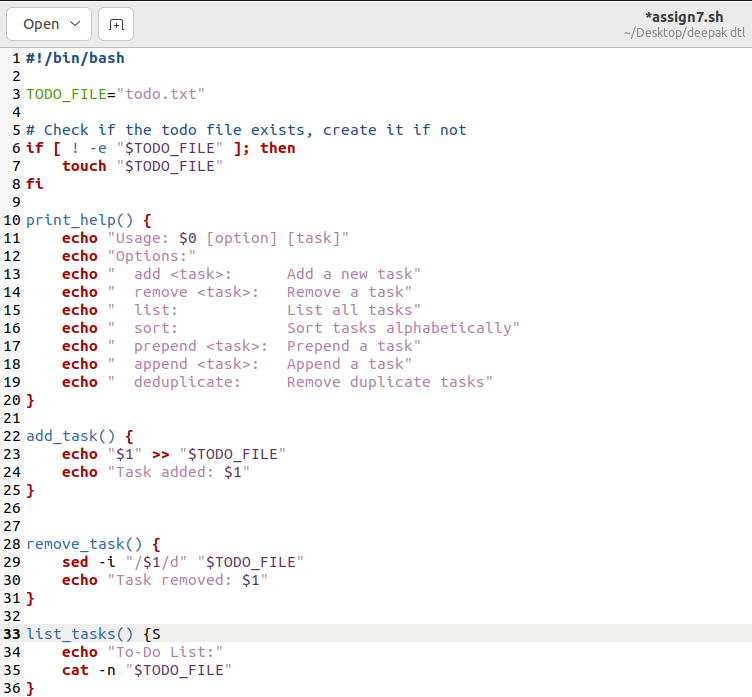 Open
*assign7.sh
~/Desktop/deepak dtl
1 #!/bin/bash
2
3 TODO_FILE="todo.txt"
4
5 # Check if the todo file exists, create it if not
6 if [ ! -e "$TODO_FILE" ]; then
7     touch "$TODO_FILE"
8 fi
9
10 print_help() {
11     echo "Usage: $0 [option] [task]"
12     echo "Options:"
13     echo "  add <task>:      Add a new task"
14     echo "  remove <task>:   Remove a task"
15     echo "  list:            List all tasks"
16     echo "  sort:            Sort tasks alphabetically"
17     echo "  prepend <task>:  Prepend a task"
18     echo "  append <task>:   Append a task"
19     echo "  deduplicate:     Remove duplicate tasks"
20 }
21
22 add_task() {
23     echo "$1" >> "$TODO_FILE"
24     echo "Task added: $1"
25 }
26
27
28 remove_task() {
29     sed -i "/$1/d" "$TODO_FILE"
30     echo "Task removed: $1"
31 }
32
33 list_tasks() {S
34     echo "To-Do List:"
35     cat -n "$TODO_FILE"
36 }